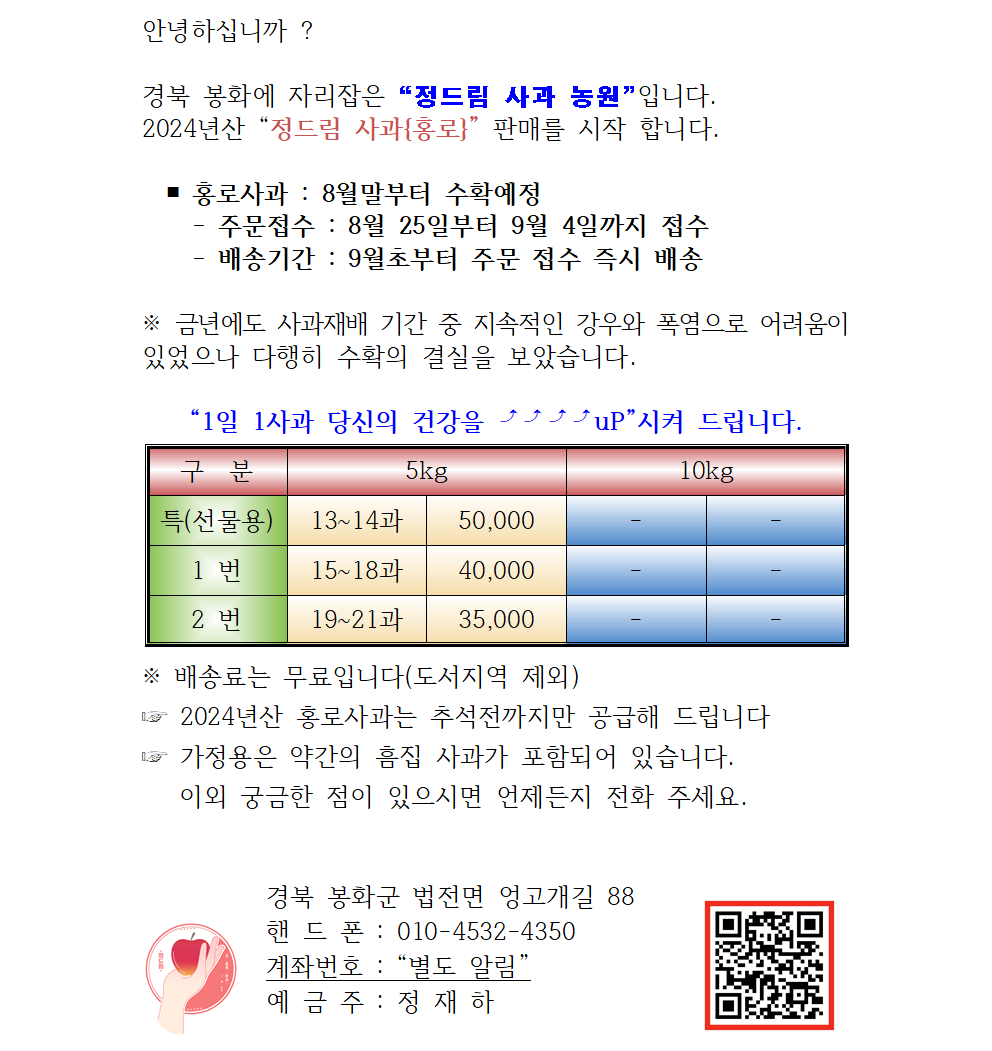 안녕하십니까 ?
경북 봉화에 자리잡은 “정드림 사과 농원”입니다.
2024년산 “정드림 사과{홍로}” 판매를 시작 합니다.
■ 홍로사과 : 8월말부터 수확예정
- 주문접수 : 8월 25일부터 9월 4일까지 접수
- 배송기간 : 9월초부터 주문 접수 즉시 배송
※ 금년에도 사과재배 기간 중 지속적인 강우와 폭염으로 어려움이
있었으나 다행히 수확의 결실을 보았습니다.
“1일 1사과 당신의 건강을 ⤴⤴⤴⤴uP”시켜 드립니다.
구 분 5kg 10kg
특(선물용) 13~14과 50,000 - -
1 번 15~18과 40,000 - -
2 번 19~21과 35,000 - -
※ 배송료는 무료입니다(도서지역 제외)
☞ 2024년산 홍로사과는 추석전까지만 공급해 드립니다
☞ 가정용은 약간의 흠집 사과가 포함되어 있습니다.
이외 궁금한 점이 있으시면 언제든지 전화 주세요.
경북 봉화군 법전면 엉고개길 88
핸 드 폰 : 010-4532-4350
계좌번호 : “별도 알림”
예 금 주 : 정 재 하